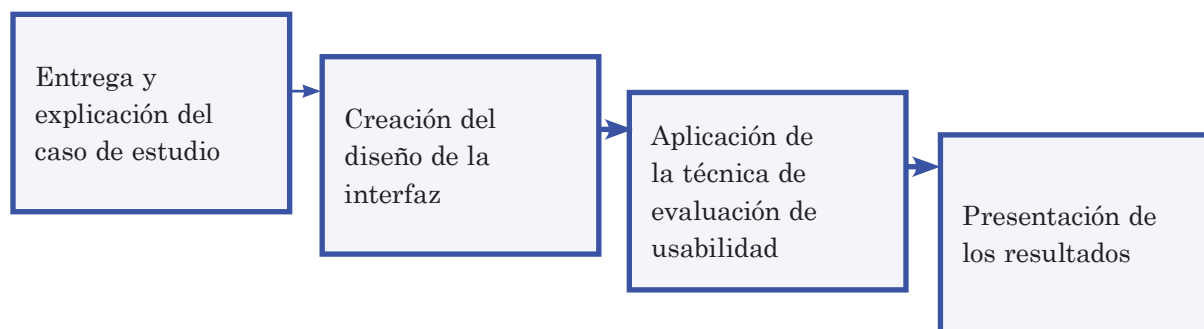 Entrega y
explicación del
caso de estudio
Creación del
diseño de la
interfaz
Aplicación de
la técnica de
evaluación de
usabilidad
Presentación de
los resultados